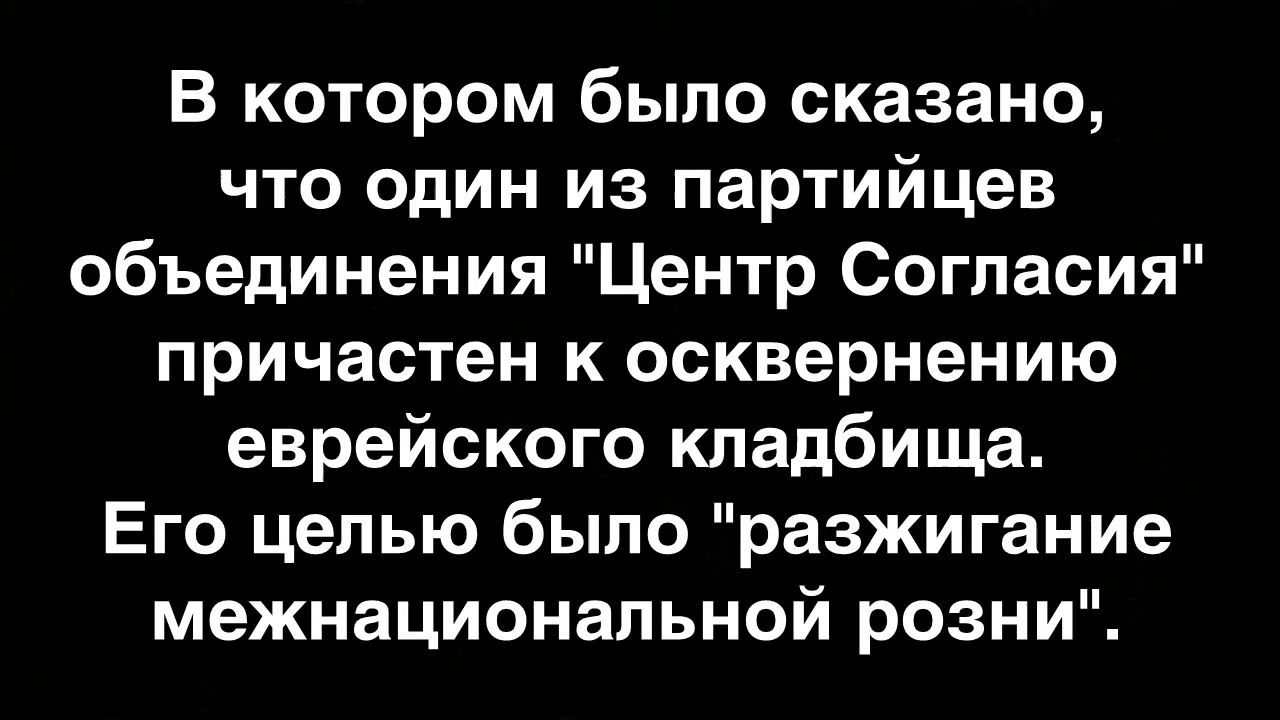 В котором было сказано,
что один из партийцев
объединения "Центр Согласия"
причастен к осквернению
еврейского кладбища.
Его целью было "разжигание
межнациональной розни".